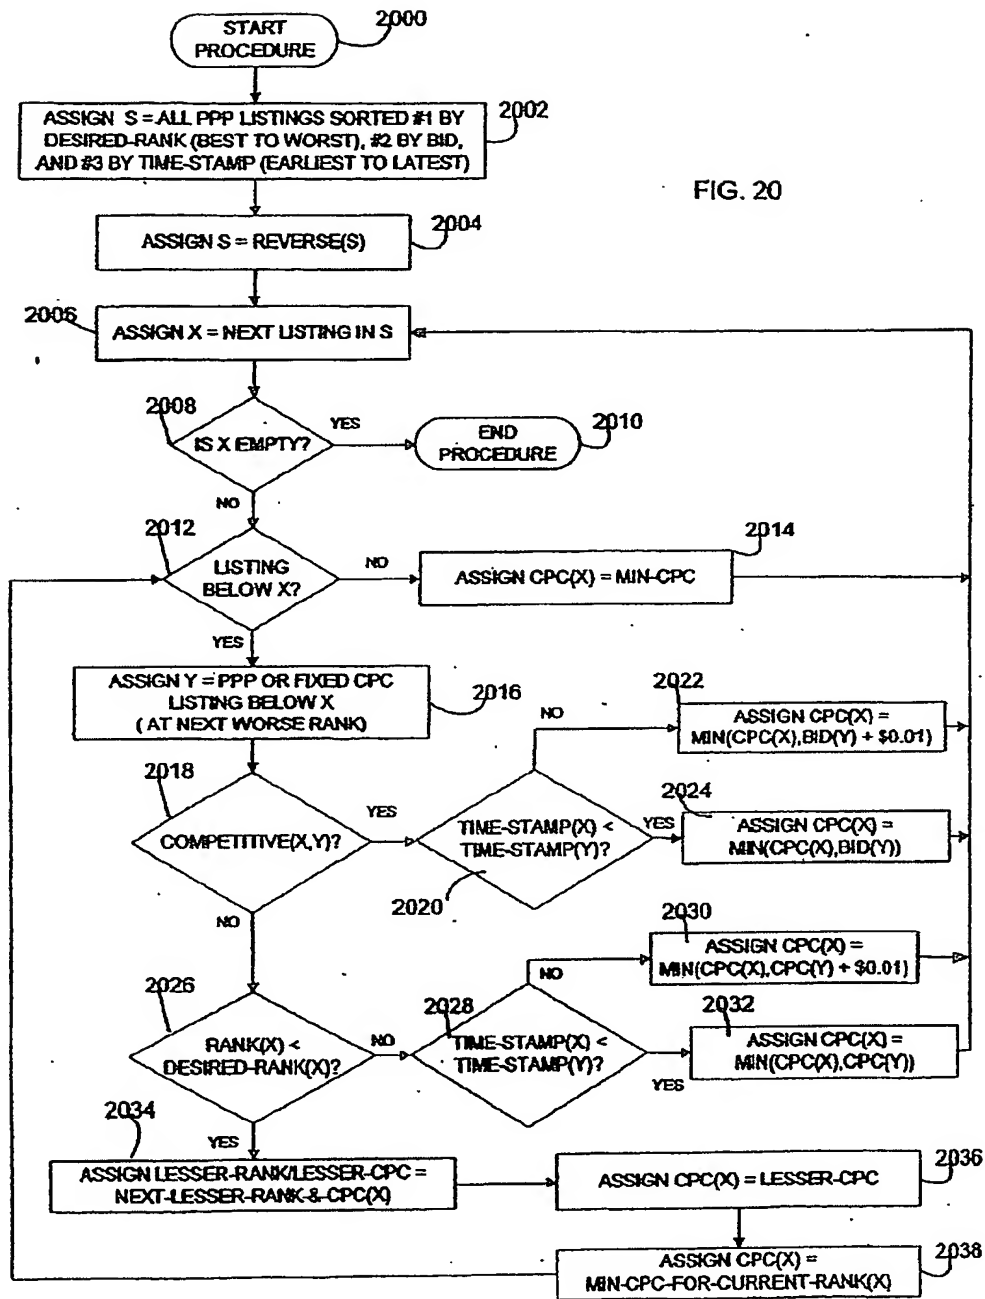 START
PROCEDURE
2000
ASSIGN S = ALL PPP LISTINGS SORTED #1 BY
DESIRED-RANK (BEST TO WORST), #2 BY BID,
AND #3 BY TIME-STAMP (EARLIEST TO LATEST)
2002
FIG. 20
ASSIGN S = REVERSE(S)
2004
2006
ASSIGN X = NEXT LISTING IN S
2008
IS X EMPTY?
YES
END
PROCEDURE
2010
NO
2012
LISTING
BELOW X?
NO
ASSIGN CPC(X) = MIN-CPC
2014
YES
ASSIGN Y = PPP OR FIXED CPC
LISTING BELOW X
( AT NEXT WORSE RANK)
2016
2018
COMPETITIVE(X,Y)?
YES
TIME-STAMP(X) <
TIME-STAMP(Y)?
2020
NO
2022
ASSIGN CPC(X) =
MIN(CPC(X),BID(Y) + $0.01)
YES
2024
ASSIGN CPC(X) =
MIN(CPC(X),BID(Y))
NO
2026
RANK(X) <
DESIRED-RANK(X)?
NO
2028
TIME-STAMP(X) <
TIME-STAMP(Y)?
NO
2030
ASSIGN CPC(X) =
MIN(CPC(X),CPC(Y) + $0.01)
YES
2032
ASSIGN CPC(X) =
MIN(CPC(X),CPC(Y))
YES
2034
ASSIGN LESSER-RANK/LESSER-CPC =
NEXT-LESSER-RANK-&-CPC(X)
ASSIGN CPC(X) = LESSER-CPC
2036
ASSIGN CPC(X) =
MIN-CPC-FOR-CURRENT-RANK(X)
2038